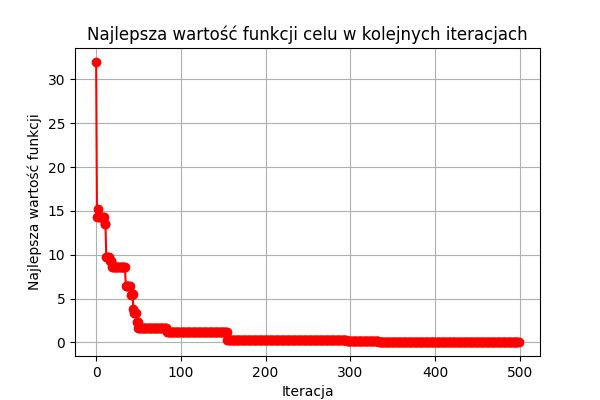 Najlepsza wartość funkcji celu w kolejnych iteracjach
Najlepsza wartość funkcji
30
25
20
15
10
5
0
0 100 200 300 400 500
Iteracja